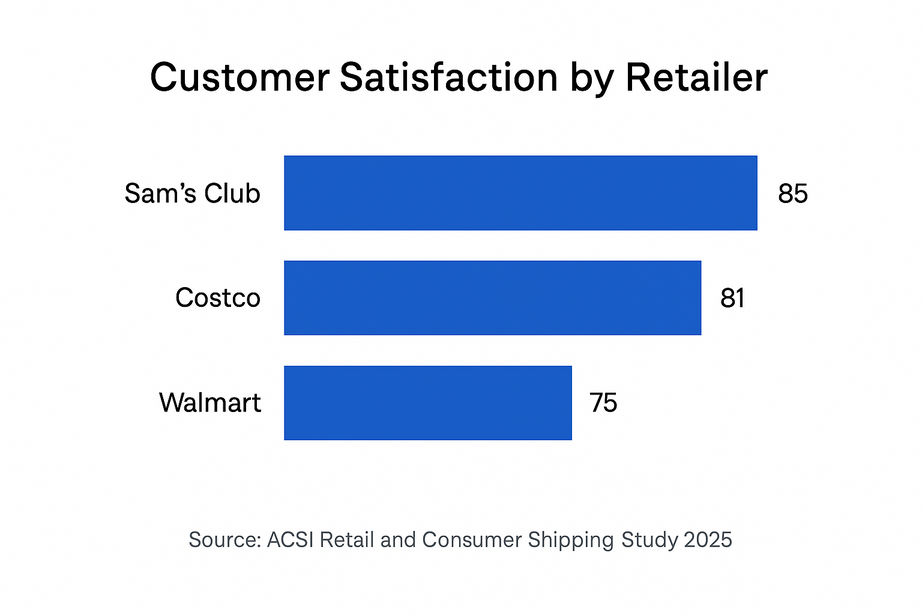 Customer Satisfaction by Retailer
Sam’s Club 85
Costco 81
Walmart 75
Source: ACSI Retail and Consumer Shipping Study 2025